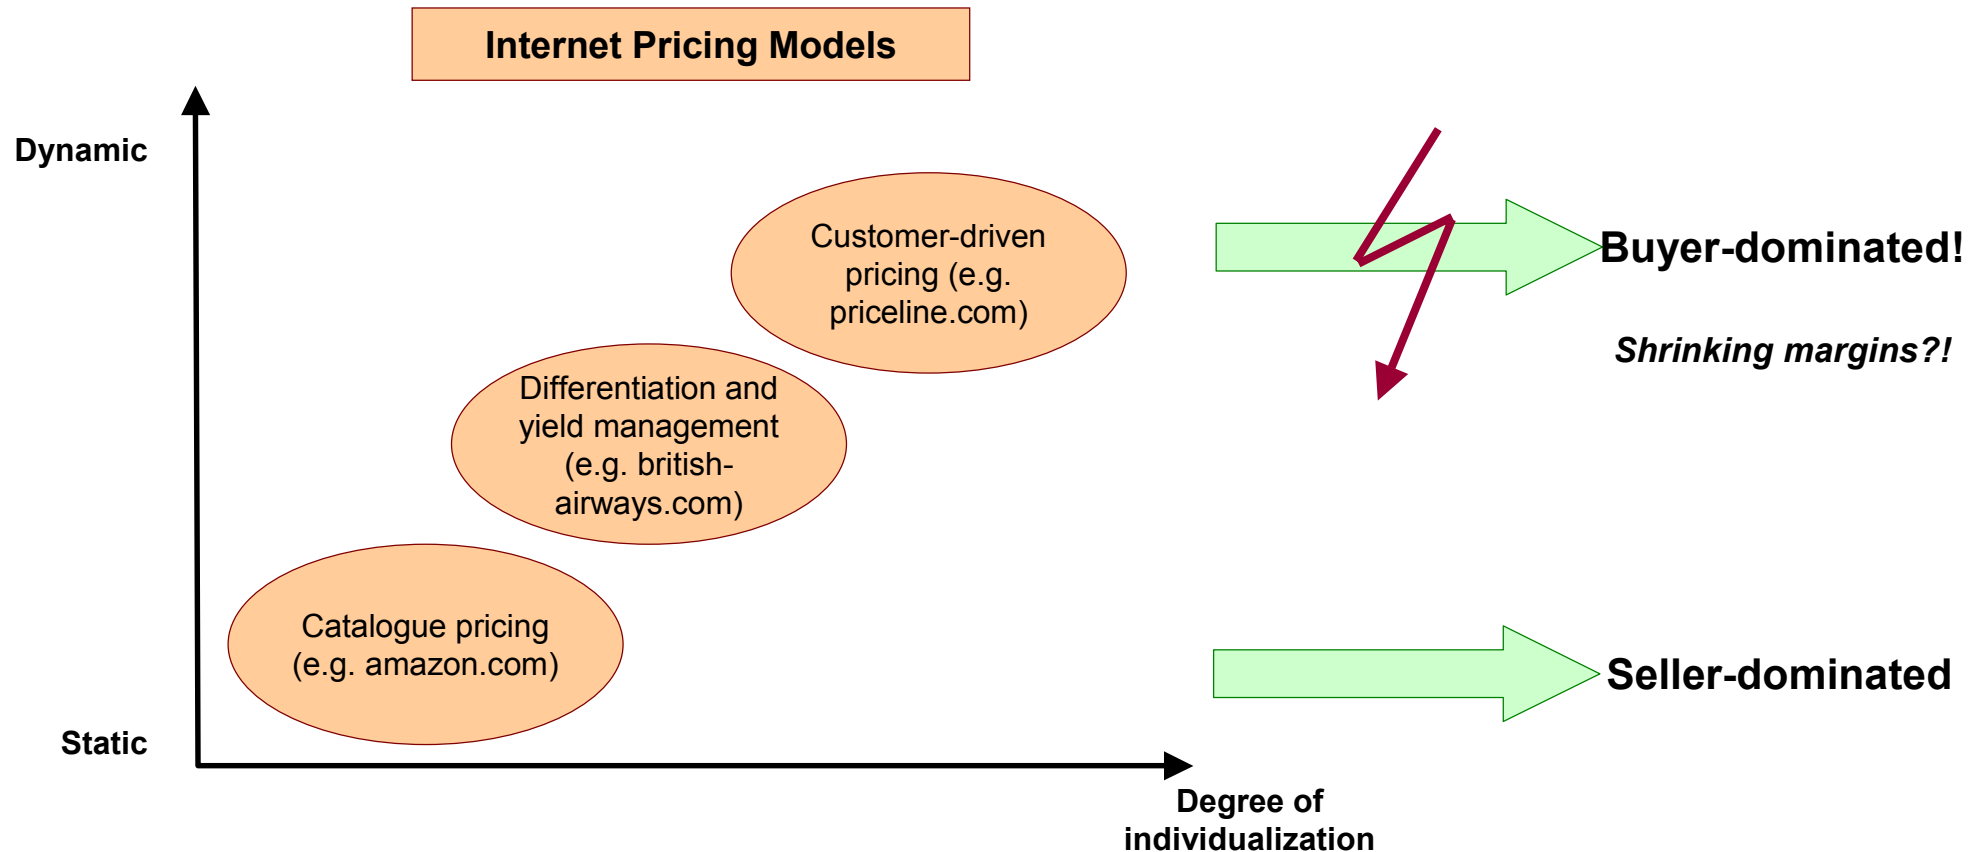 Internet Pricing Models
Dynamic
Customer-driven
pricing (e.g.
priceline.com)
Buyer-dominated!
Shrinking margins?!
Differentiation and
yield management
(e.g. british-
airways.com)
Catalogue pricing
(e.g. amazon.com)
Seller-dominated
Static
Degree of
individualization